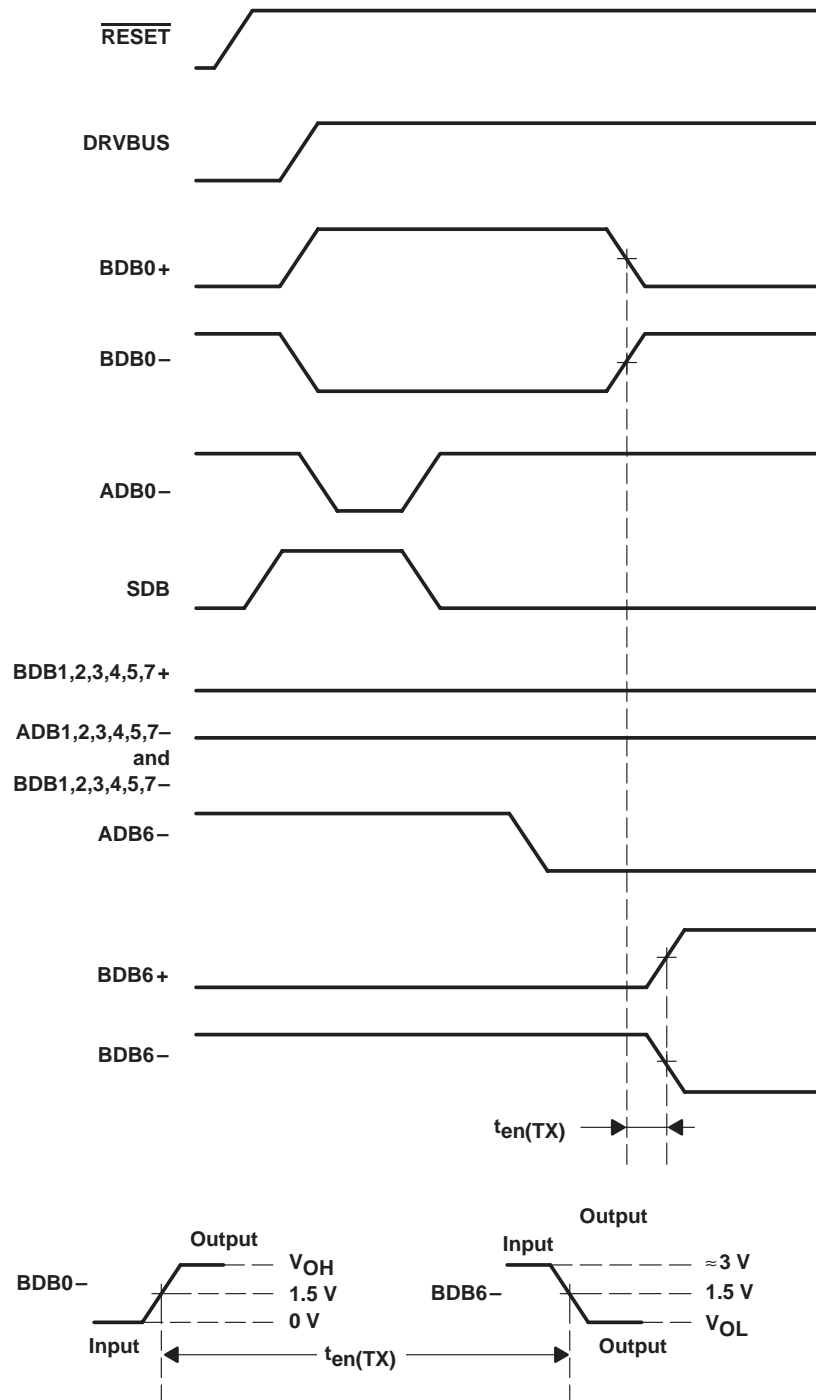 RESET
DRVBUS
BDB0+
BDB0–
ADB0–
SDB
BDB1,2,3,4,5,7+
ADB1,2,3,4,5,7–
and
BDB1,2,3,4,5,7–
ADB6–
BDB6+
BDB6–
ten(TX)
Output
Output
Input
BDB0–
VOH
1.5 V
0 V
Input
BDB6–
≈3 V
1.5 V
VOL
Output
ten(TX)